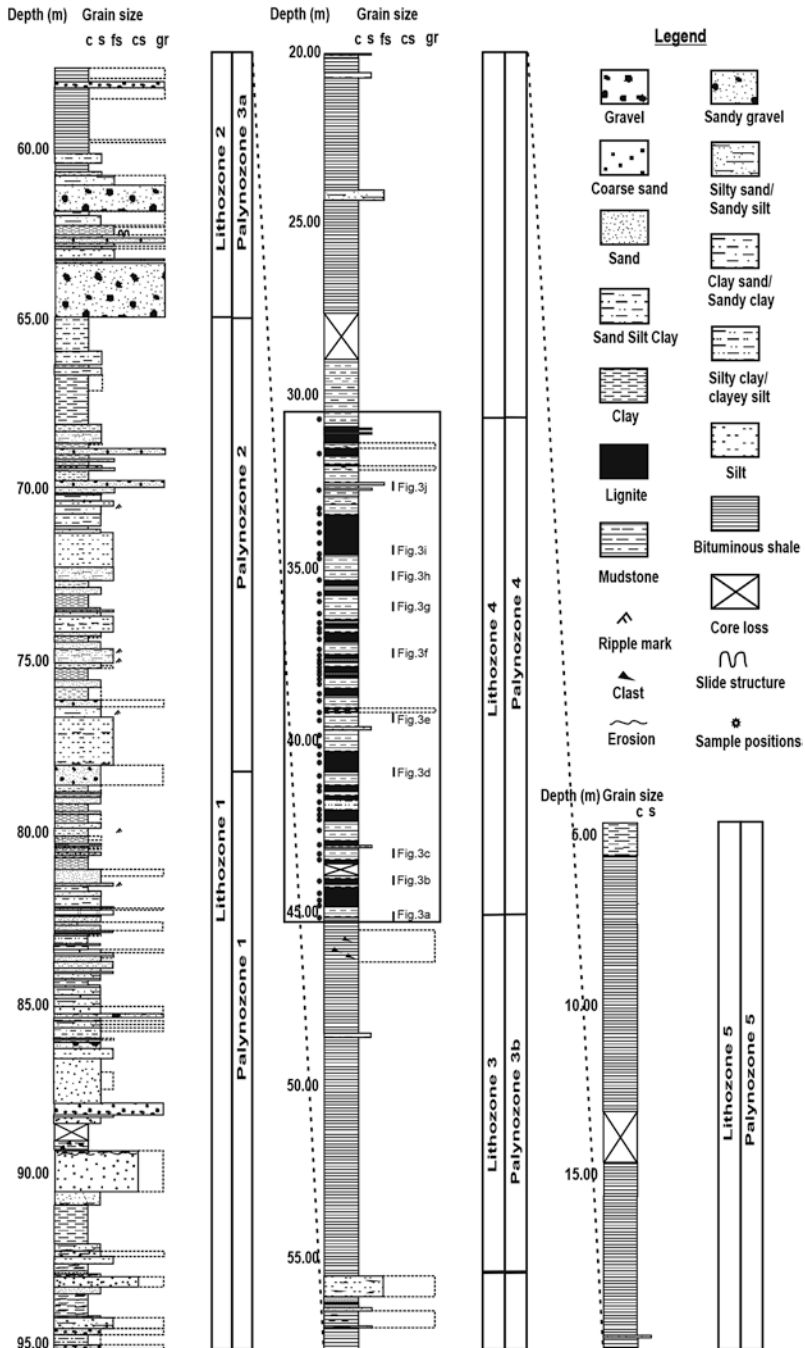 Depth (m) Grain size
c s fs cs gr
60.00
65.00
70.00
75.00
80.00
85.00
90.00
95.00
Lithozone 2
Palynozone 3a
Palynozone 2
Lithozone 1
Palynozone 1
Depth (m) Grain size
c s fs cs gr
20.00
25.00
30.00
35.00
40.00
45.00
50.00
55.00
Fig.3j
Fig.3i
Fig.3h
Fig.3g
Fig.3f
Fig.3e
Fig.3d
Fig.3c
Fig.3b
Fig.3a
Lithozone 4
Palynozone 4
Lithozone 3
Palynozone 3b
Legend
Gravel
Coarse sand
Sand
Sand Silt Clay
Clay
Lignite
Mudstone
Ripple mark
Clast
Erosion
Sandy gravel
Silty sand/
Sandy silt
Clay sand/
Sandy clay
Silty clay/
clayey silt
Silt
Bituminous shale
Core loss
Slide structure
Sample positions
Depth (m) Grain size
c s
10.00
15.00
Lithozone 5
Palynozone 5